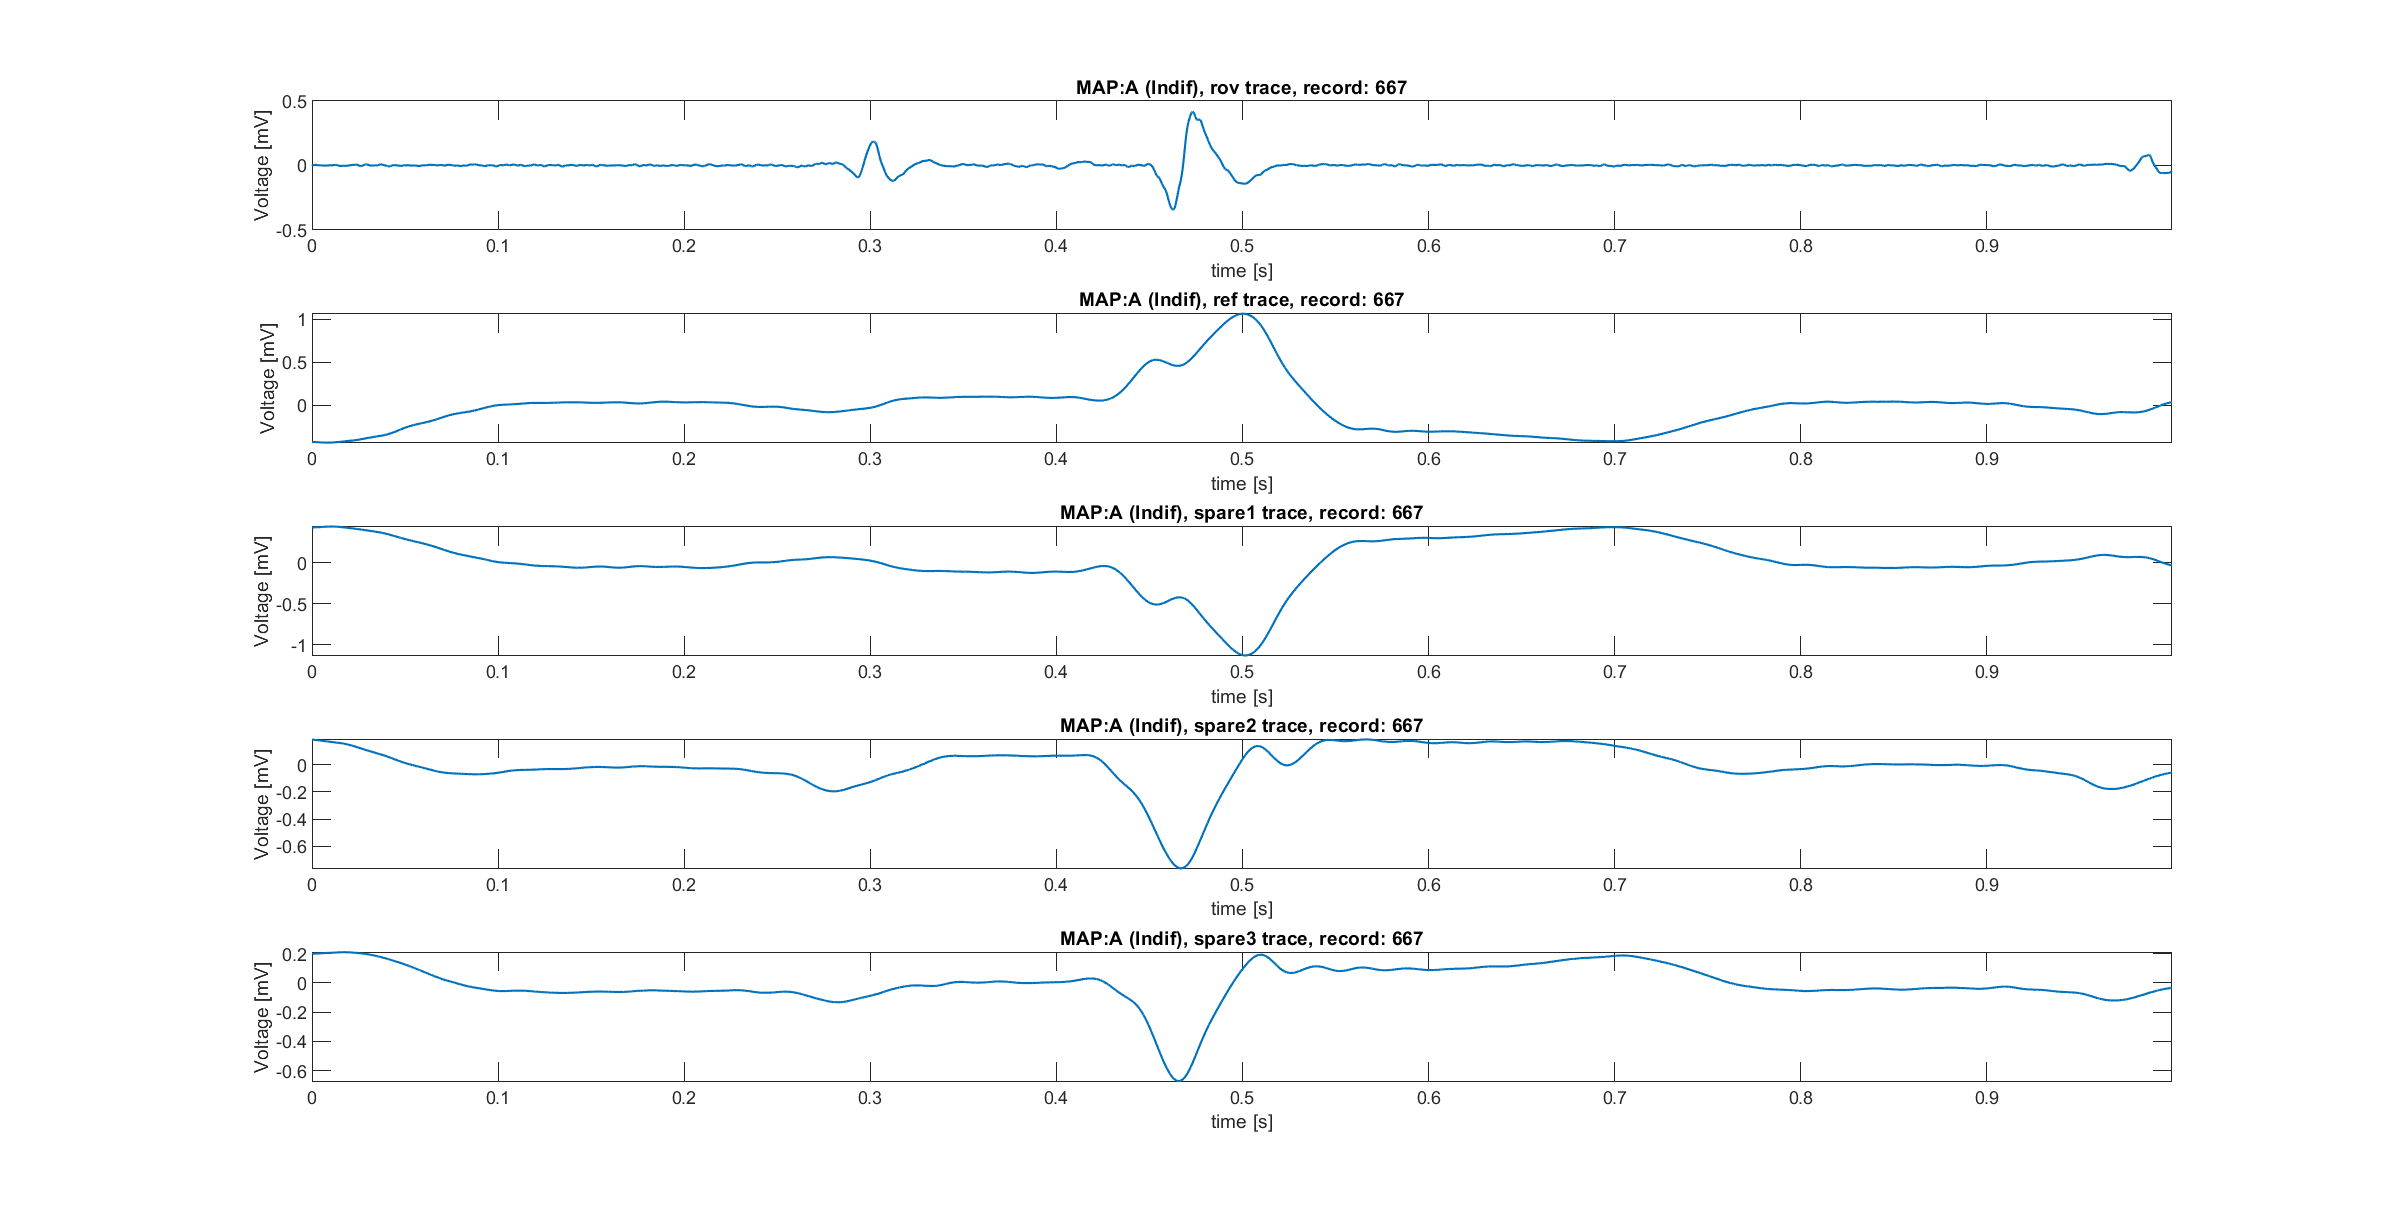 MAP:A (Indif), rov trace, record: 667
Voltage [mV]
0.5
0
-0.5
0 0.1 0.2 0.3 0.4 0.5 0.6 0.7 0.8 0.9
time [s]
MAP:A (Indif), ref trace, record: 667
Voltage [mV]
1
0.5
0
0 0.1 0.2 0.3 0.4 0.5 0.6 0.7 0.8 0.9
time [s]
MAP:A (Indif), spare1 trace, record: 667
Voltage [mV]
0
-0.5
-1
0 0.1 0.2 0.3 0.4 0.5 0.6 0.7 0.8 0.9
time [s]
MAP:A (Indif), spare2 trace, record: 667
Voltage [mV]
0
-0.2
-0.4
-0.6
0 0.1 0.2 0.3 0.4 0.5 0.6 0.7 0.8 0.9
time [s]
MAP:A (Indif), spare3 trace, record: 667
Voltage [mV]
0.2
0
-0.2
-0.4
-0.6
0 0.1 0.2 0.3 0.4 0.5 0.6 0.7 0.8 0.9
time [s]